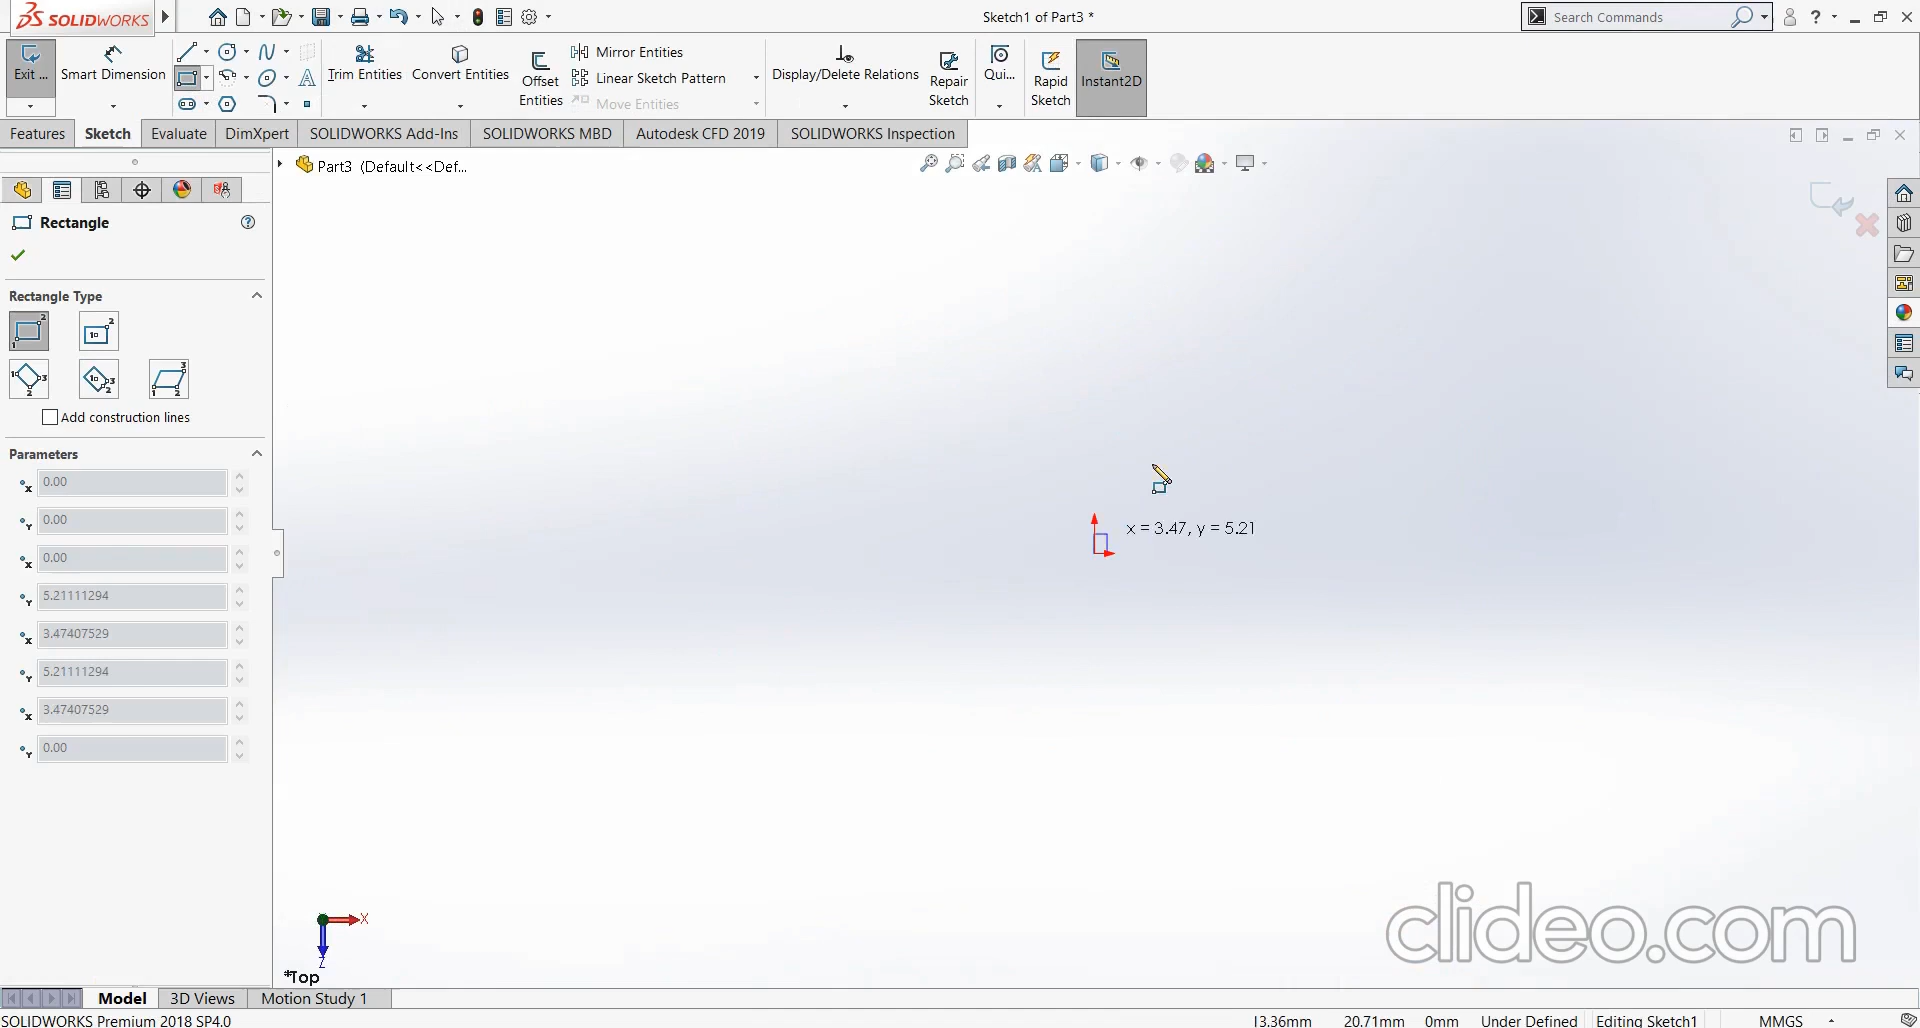 SOLIDWORKS
Sketch1 of Part3 *
Search Commands
?
Exit ...
Smart Dimension
Trim Entities
Convert Entities
Offset
Entities
Mirror Entities
Linear Sketch Pattern
Move Entities
Display/Delete Relations
Repair
Sketch
Qui...
Rapid
Sketch
Instant2D
Features
Sketch
Evaluate
DimXpert
SOLIDWORKS Add-Ins
SOLIDWORKS MBD
Autodesk CFD 2019
SOLIDWORKS Inspection
Part3 (Default<<Def...
Rectangle
Rectangle Type
Add construction lines
Parameters
x 0.00
Y 0.00
x 0.00
Y 5.21111294
x 3.47407529
Y 5.21111294
x 3.47407529
Y 0.00
x = 3.47, y = 5.21
X
Z
*Top
clideo.com
Model
3D Views
Motion Study 1
SOLIDWORKS Premium 2018 SP4.0
13.36mm
20.71mm
0mm
Under Defined
Editing Sketch1
MMGS